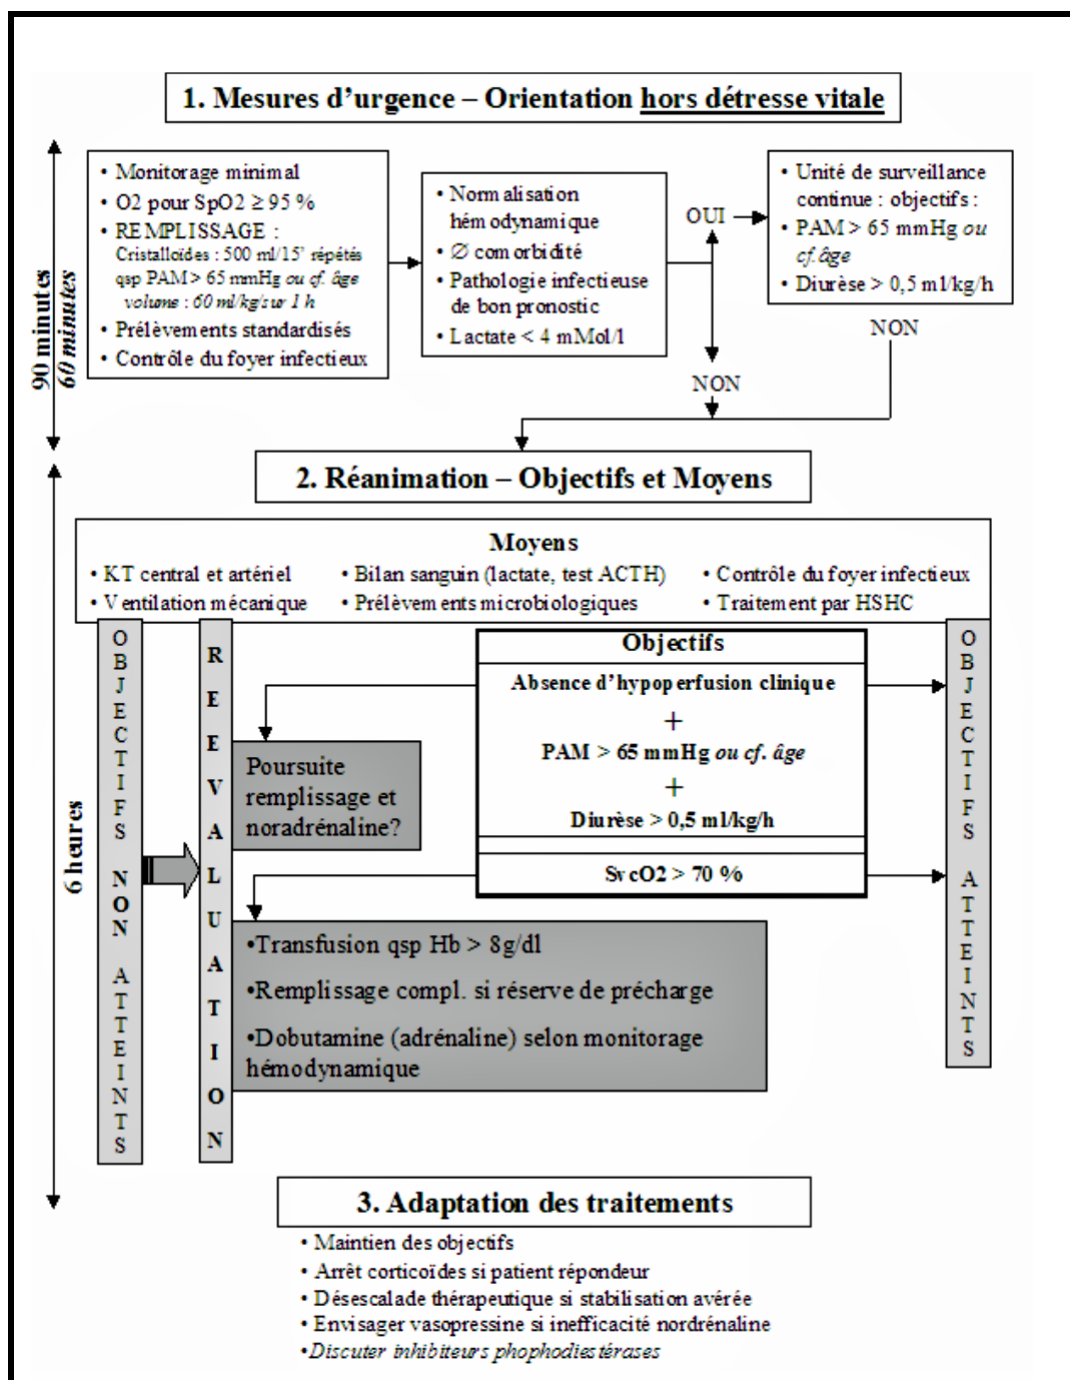 1. Mesures d'urgence – Orientation hors détresse vitale
90 minutes
60 minutes
• Monitorage minimal
• O2 pour SpO2 ≥ 95 %
• REMPLISSAGE :
Cristalloïdes : 500 ml/15' répétés
qsp PAM > 65 mmHg ou cf. âge
volume : 60 ml/kg/sur 1 h
• Prélèvements standardisés
• Contrôle du foyer infectieux
• Normalisation
hémodynamique
• Ø comorbidité
• Pathologie infectieuse
de bon pronostic
• Lactate < 4 mMol/l
OUI
NON
• Unité de surveillance
continue : objectifs :
• PAM > 65 mmHg ou
cf. âge
• Diurèse > 0,5 ml/kg/h
NON
2. Réanimation – Objectifs et Moyens
6 heures
Moyens
• KT central et artériel
• Bilan sanguin (lactate, test ACTH)
• Contrôle du foyer infectieux
• Ventilation mécanique
• Prélèvements microbiologiques
• Traitement par HSHC
OBJECTIFS NON ATTEINTS
REEVALUATION
Objectifs
Absence d'hypoperfusion clinique
+
PAM > 65 mmHg ou cf. âge
+
Diurèse > 0,5 ml/kg/h
SvcO2 > 70 %
OBJECTIFS ATTEINTS
Poursuite
remplissage et
noradrénaline?
•Transfusion qsp Hb > 8g/dl
•Remplissage compl. si réserve de précharge
•Dobutamine (adrénaline) selon monitorage
hémodynamique
3. Adaptation des traitements
• Maintien des objectifs
• Arrêt corticoïdes si patient répondeur
• Désescalade thérapeutique si stabilisation avérée
• Envisager vasopressine si inefficacité nordrénaline
•Discuter inhibiteurs phophodiestérases